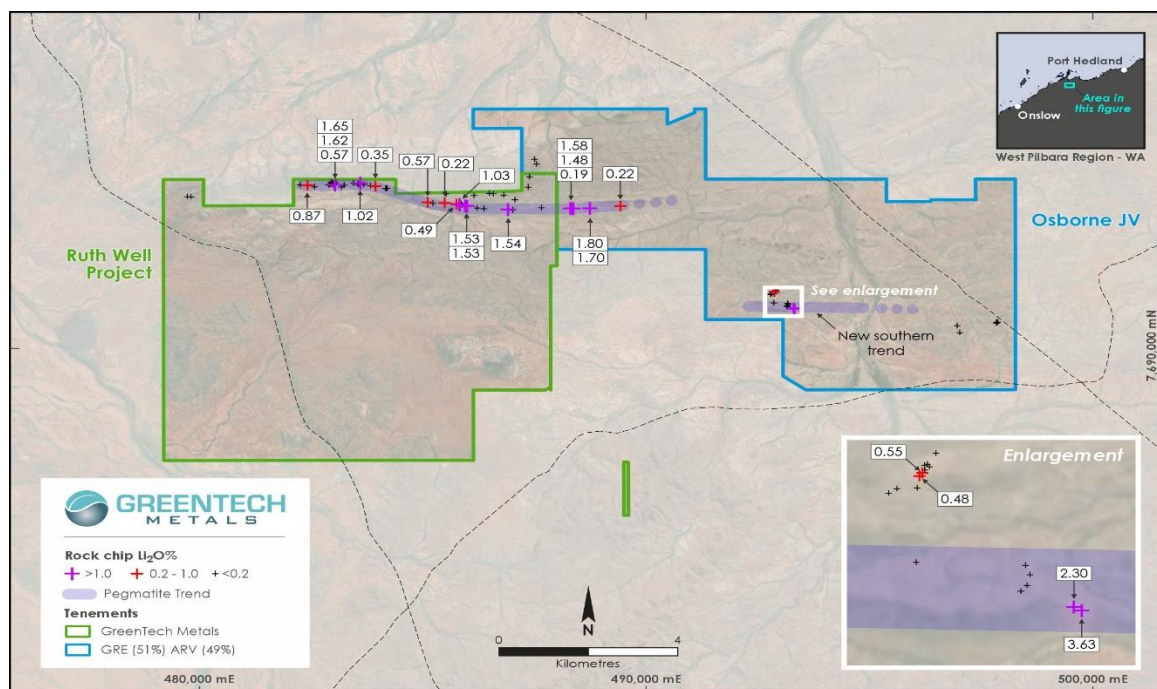 Port Hedland
Area in
this figure
Onslow
West Pilbara Region - WA
1.65
1.62
0.57
0.35
0.57
0.22
1.03
1.58
1.48
0.19
0.22
0.87
1.02
0.49
1.53
1.53
1.54
1.80
1.70
Ruth Well
Project
Osborne JV
See enlargement
New southern
trend
7,690,000 mN
Enlargement
0.55
0.48
2.30
3.63
GREENTECH
METALS
Rock chip Li₂O%
>1.0
0.2 - 1.0
<0.2
Pegmatite Trend
Tenements
GreenTech Metals
GRE (51%) ARV (49%)
N
0
4
Kilometres
480,000 mE
490,000 mE
500,000 mE